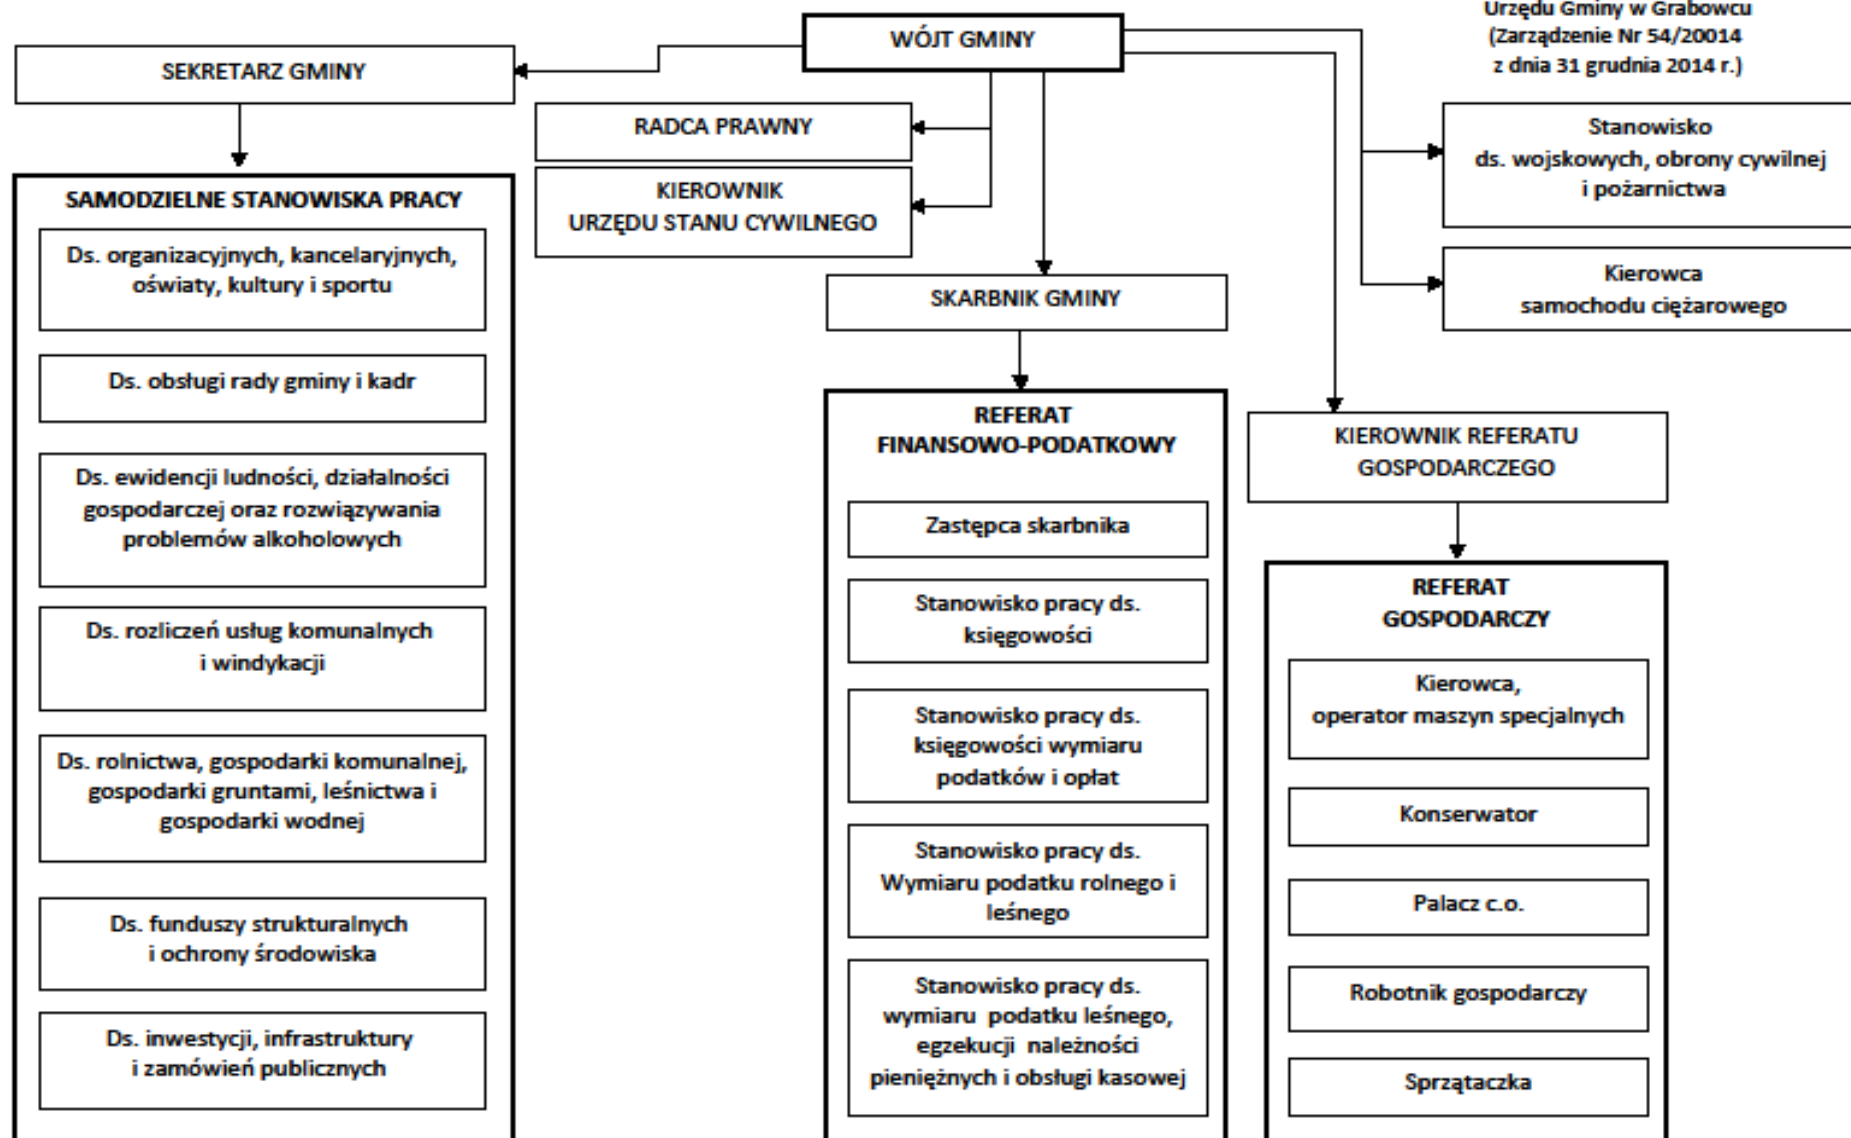 Urzędu Gminy w Grabowcu
(Zarządzenie Nr 54/20014
z dnia 31 grudnia 2014 r.)
WÓJT GMINY
SEKRETARZ GMINY
RADCA PRAWNY
KIEROWNIK
URZĘDU STANU CYWILNEGO
Stanowisko
ds. wojskowych, obrony cywilnej
i pożarnictwa
Kierowca
samochodu ciężarowego
SAMODZIELNE STANOWISKA PRACY
Ds. organizacyjnych, kancelaryjnych,
oświaty, kultury i sportu
Ds. obsługi rady gminy i kadr
Ds. ewidencji ludności, działalności
gospodarczej oraz rozwiązywania
problemów alkoholowych
Ds. rozliczeń usług komunalnych
i windykacji
Ds. rolnictwa, gospodarki komunalnej,
gospodarki gruntami, leśnictwa i
gospodarki wodnej
Ds. funduszy strukturalnych
i ochrony środowiska
Ds. inwestycji, infrastruktury
i zamówień publicznych
SKARBNIK GMINY
REFERAT
FINANSOWO-PODATKOWY
Zastępca skarbnika
Stanowisko pracy ds.
księgowości
Stanowisko pracy ds.
księgowości wymiaru
podatków i opłat
Stanowisko pracy ds.
Wymiaru podatku rolnego i
leśnego
Stanowisko pracy ds.
wymiaru podatku leśnego,
egzekucji należności
pieniężnych i obsługi kasowej
KIEROWNIK REFERATU
GOSPODARCZEGO
REFERAT
GOSPODARCZY
Kierowca,
operator maszyn specjalnych
Konserwator
Palacz c.o.
Robotnik gospodarczy
Sprzątaczka